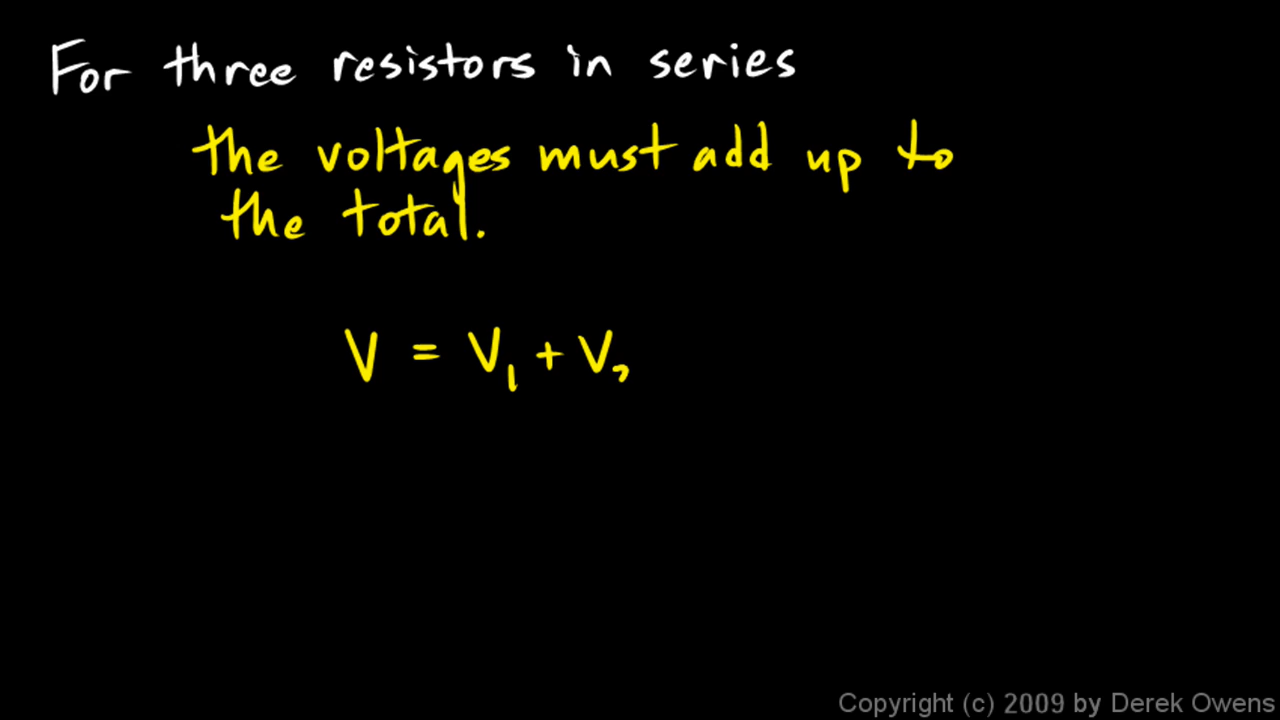 For three resistors in series
the voltages must add up to
the total.
V = V₁ + V₂
Copyright (c) 2009 by Derek Owens